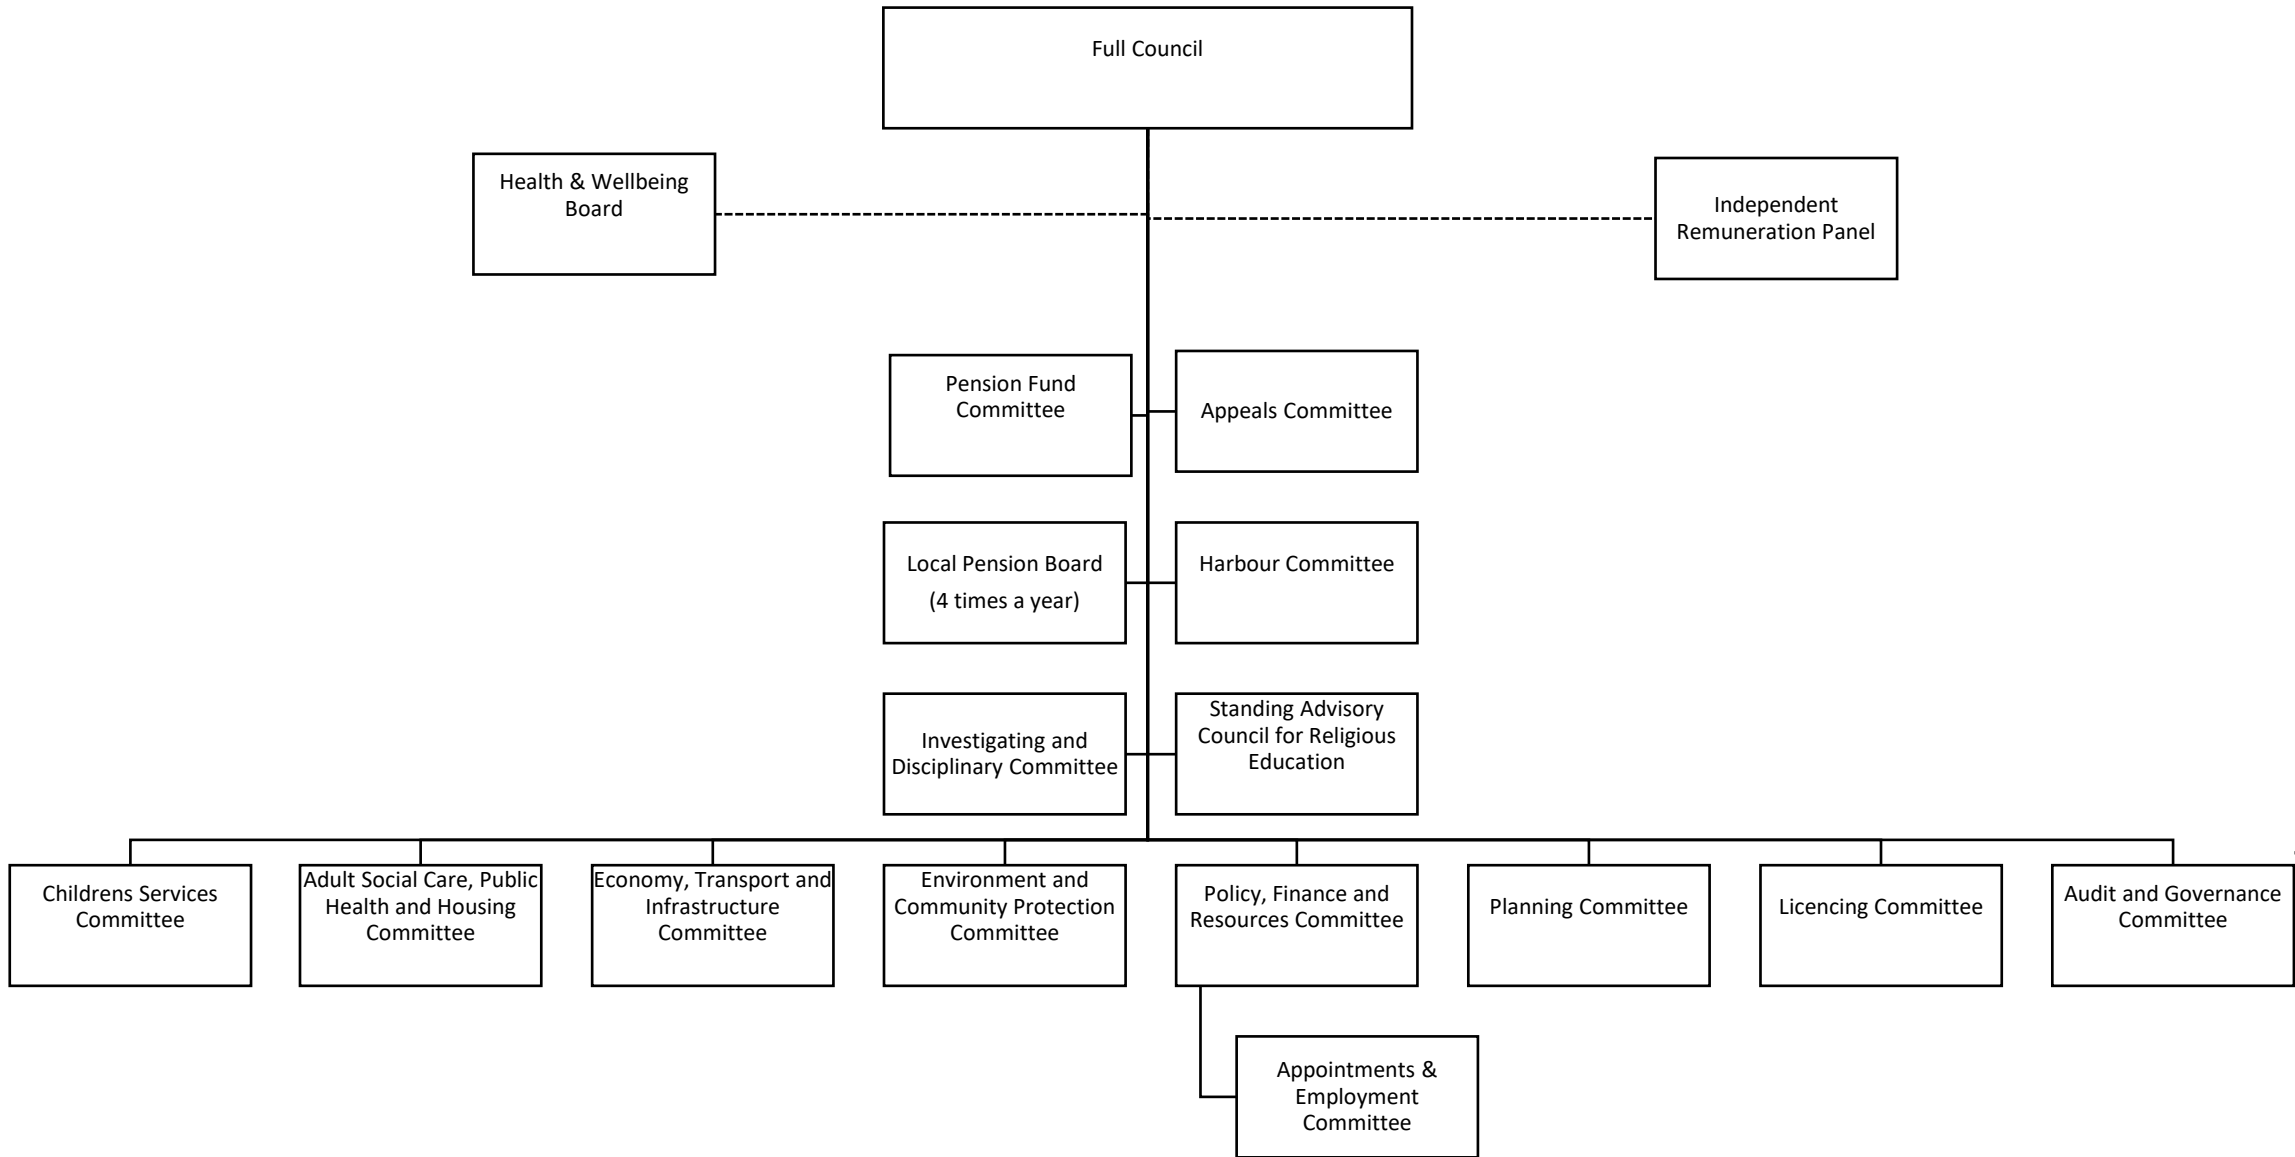 Full Council
Health & Wellbeing
Board
Independent
Remuneration Panel
Pension Fund
Committee
Appeals Committee
Local Pension Board
(4 times a year)
Harbour Committee
Investigating and
Disciplinary Committee
Standing Advisory
Council for Religious
Education
Childrens Services
Committee
Adult Social Care, Public
Health and Housing
Committee
Economy, Transport and
Infrastructure
Committee
Environment and
Community Protection
Committee
Policy, Finance and
Resources Committee
Planning Committee
Licencing Committee
Audit and Governance
Committee
Appointments &
Employment
Committee